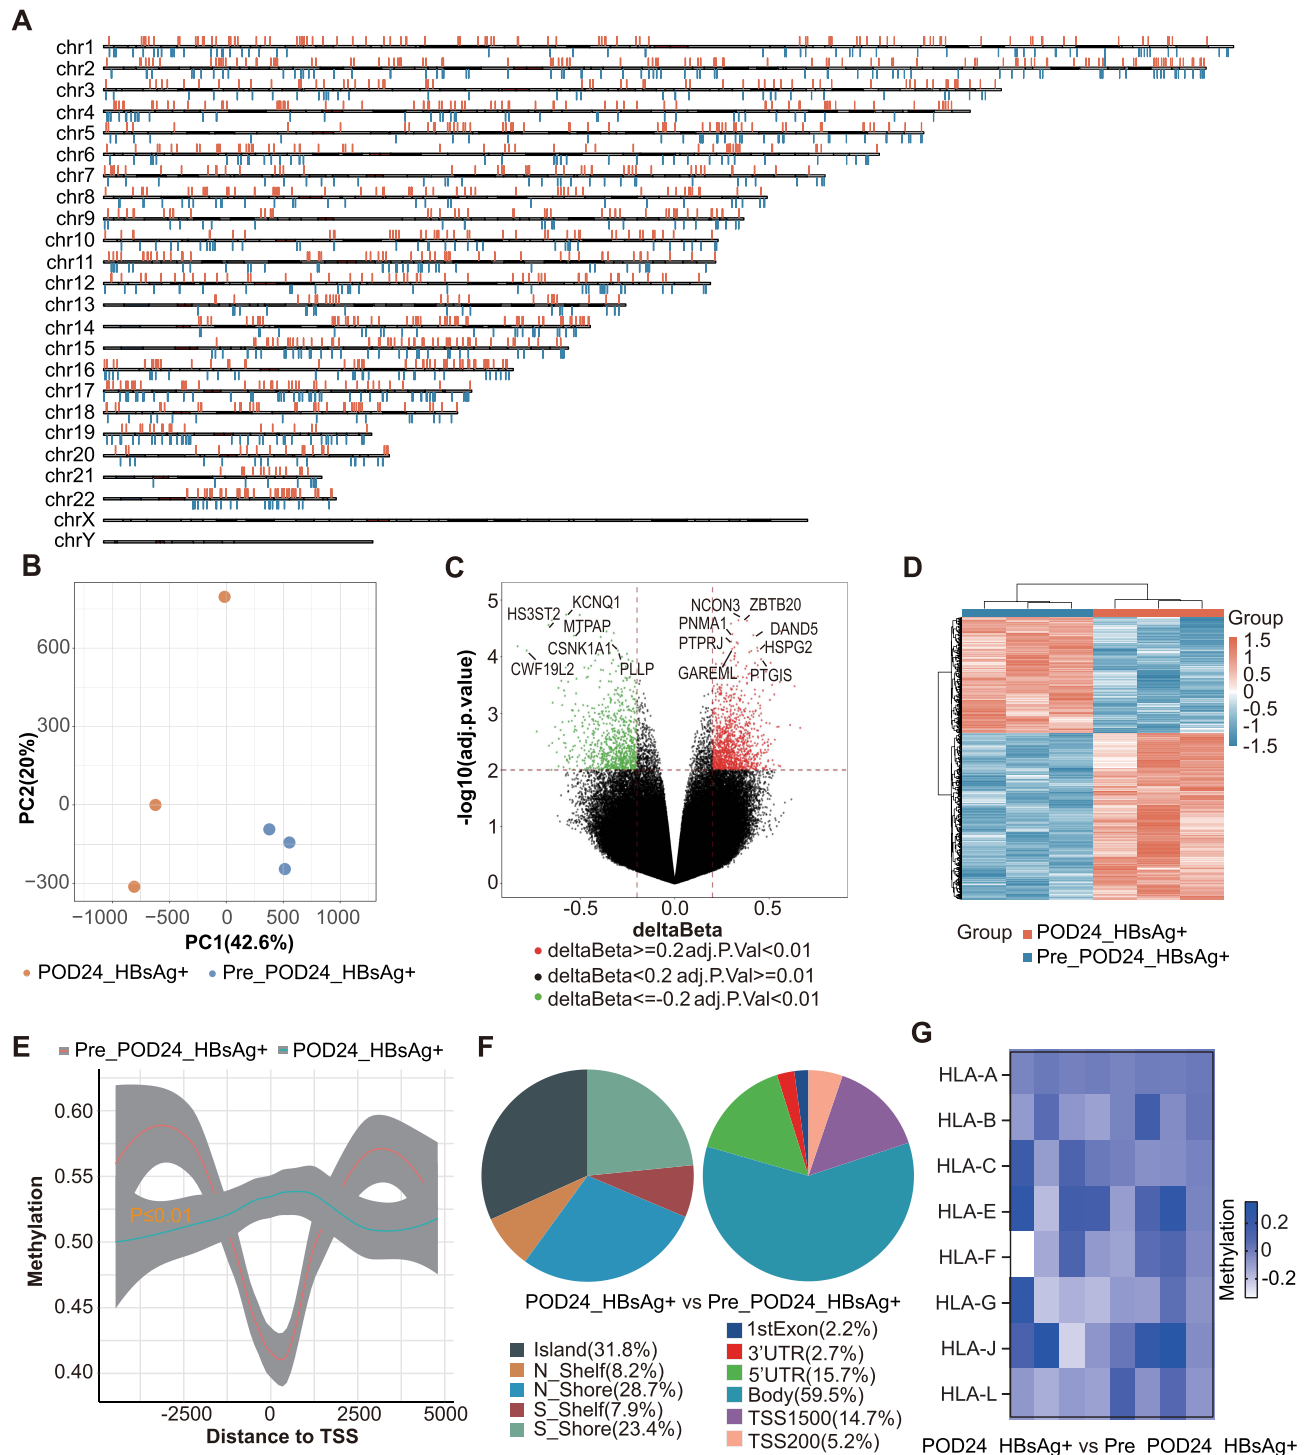 A
chr1
chr2
chr3
chr4
chr5
chr6
chr7
chr8
chr9
chr10
chr11
chr12
chr13
chr14
chr15
chr16
chr17
chr18
chr19
chr20
chr21
chr22
chrX
chrY
B
PC2(20%)
600
300
0
−300
−1000 −500 0 500 1000
PC1(42.6%)
POD24_HBsAg+ Pre_POD24_HBsAg+
C
-log10(adj.p.value)
5
4
3
2
1
0
KCNQ1
HS3ST2
MTPAP
CSNK1A1
CWF19L2
PLLP
NCON3 ZBTB20
PNMA1
DAND5
PTPRJ
HSPG2
GAREML PTGIS
-0.5 0.0 0.5
deltaBeta
deltaBeta>=0.2adj.P.Val<0.01
deltaBeta<0.2 adj.P.Val>=0.01
deltaBeta<=-0.2 adj.P.Val<0.01
D
Group
1.5
1
0.5
0
-0.5
-1
-1.5
Group POD24_HBsAg+
Pre_POD24_HBsAg+
E
Pre_POD24_HBsAg+ POD24_HBsAg+
Methylation
0.60
0.55
0.50
0.45
0.40
P≤0.01
-2500 0 2500 5000
Distance to TSS
F
POD24_HBsAg+ vs Pre_POD24_HBsAg+
Island(31.8%)
N_Shelf(8.2%)
N_Shore(28.7%)
S_Shelf(7.9%)
S_Shore(23.4%)
1stExon(2.2%)
3'UTR(2.7%)
5'UTR(15.7%)
Body(59.5%)
TSS1500(14.7%)
TSS200(5.2%)
G
HLA-A
HLA-B
HLA-C
HLA-E
HLA-F
HLA-G
HLA-J
HLA-L
Methylation
0.2
0
-0.2
POD24 HBsAg+ vs Pre POD24 HBsAg+